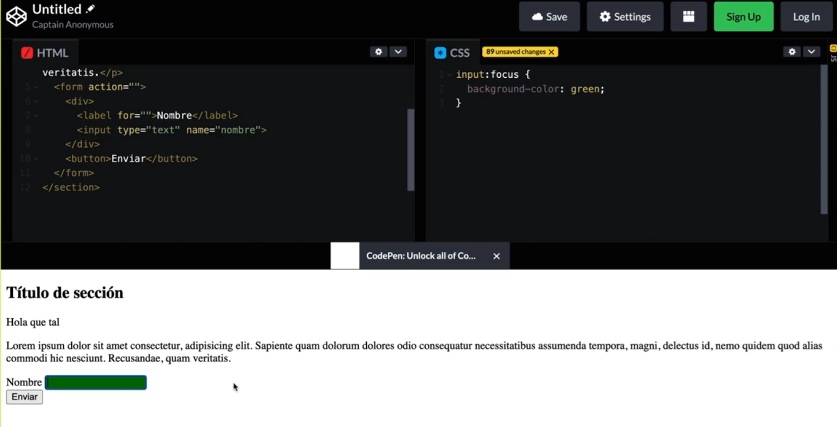 Untitled
Captain Anonymous
Save
Settings
Sign Up
Log In
HTML
veritatis.</p>
5 <form action="">
6 <div>
7 <label for="">Nombre</label>
8 <input type="text" name="nombre">
9 </div>
10 <button>Enviar</button>
11 </form>
12 </section>
CSS
89 unsaved changes X
1 input:focus {
2 background-color: green;
3 }
JS
CodePen: Unlock all of Co... ×
Título de sección
Hola que tal
Lorem ipsum dolor sit amet consectetur, adipisicing elit. Sapiente quam dolorum dolores odio consequatur necessitatibus assumenda tempora, magni, delectus id, nemo quidem quod alias
commodi hic nesciunt. Recusandae, quam veritatis.
Nombre
Enviar